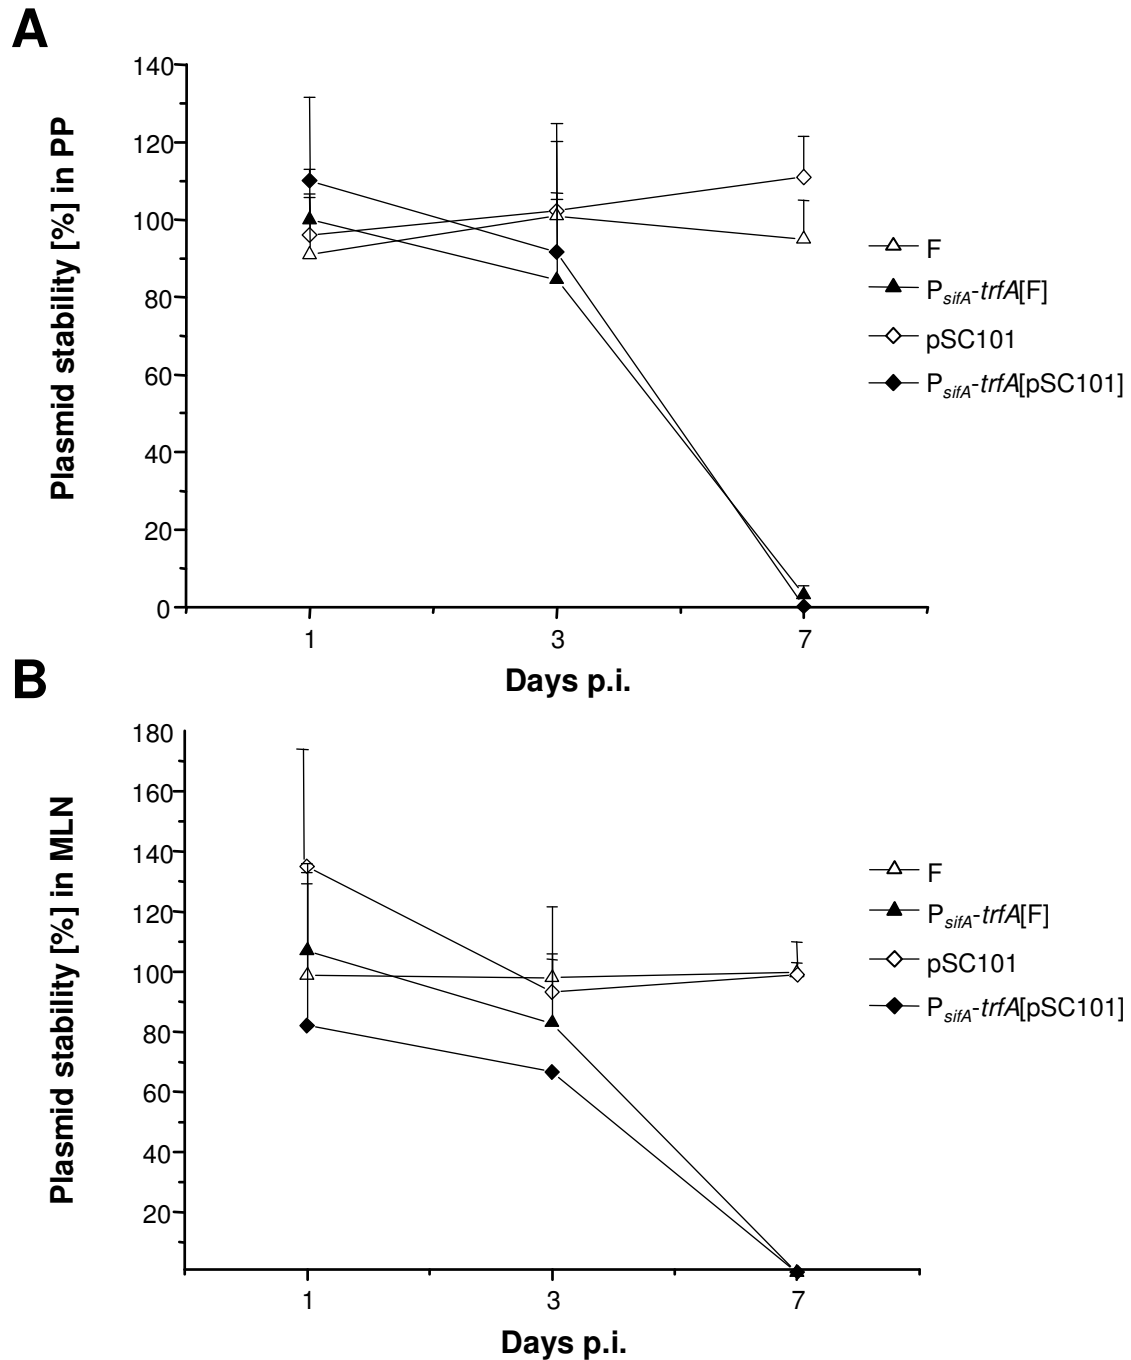 A
Plasmid stability [%] in PP
140
120
100
80
60
40
20
0
1 3 7
Days p.i.
F
PsifA-trfA[F]
pSC101
PsifA-trfA[pSC101]
B
Plasmid stability [%] in MLN
180
160
140
120
100
80
60
40
20
1 3 7
Days p.i.
F
PsifA-trfA[F]
pSC101
PsifA-trfA[pSC101]